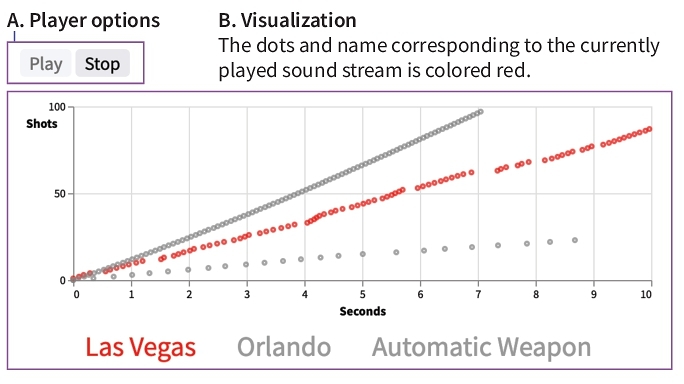 A. Player options
Play Stop
B. Visualization
The dots and name corresponding to the currently
played sound stream is colored red.
100
Shots
50
0
0 1 2 3 4 5 6 7 8 9 10
Seconds
Las Vegas Orlando Automatic Weapon